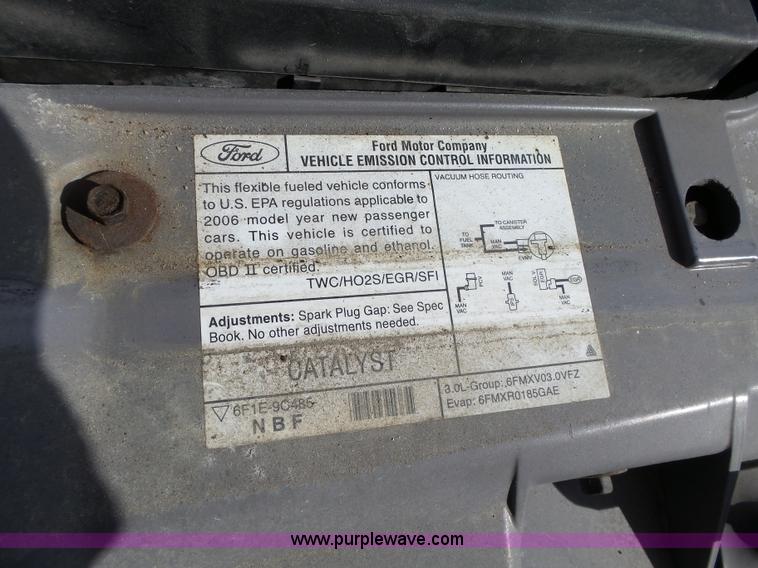 Ford
Ford Motor Company
VEHICLE EMISSION CONTROL INFORMATION
This flexible fueled vehicle conforms
to U.S. EPA regulations applicable to
2006 model year new passenger
cars. This vehicle is certified to
operate on gasoline and ethanol.
OBD II certified.
TWC/HO2S/EGR/SFI
Adjustments: Spark Plug Gap: See Spec
Book. No other adjustments needed.
CATALYST
6F1E-9C485
NBF
VACUUM HOSE ROUTING
TO CANISTER
ASSEMBLY
TO
FUEL
TANK
MAN
VAC
EVMV
PCV
MAN
VAC
MAN
VAC
SOL V
EGR
EGR
MAN
VAC
3.0L-Group: 6FMXV03.0VFZ
Evap: 6FMXR0185GAE
www.purplewave.com